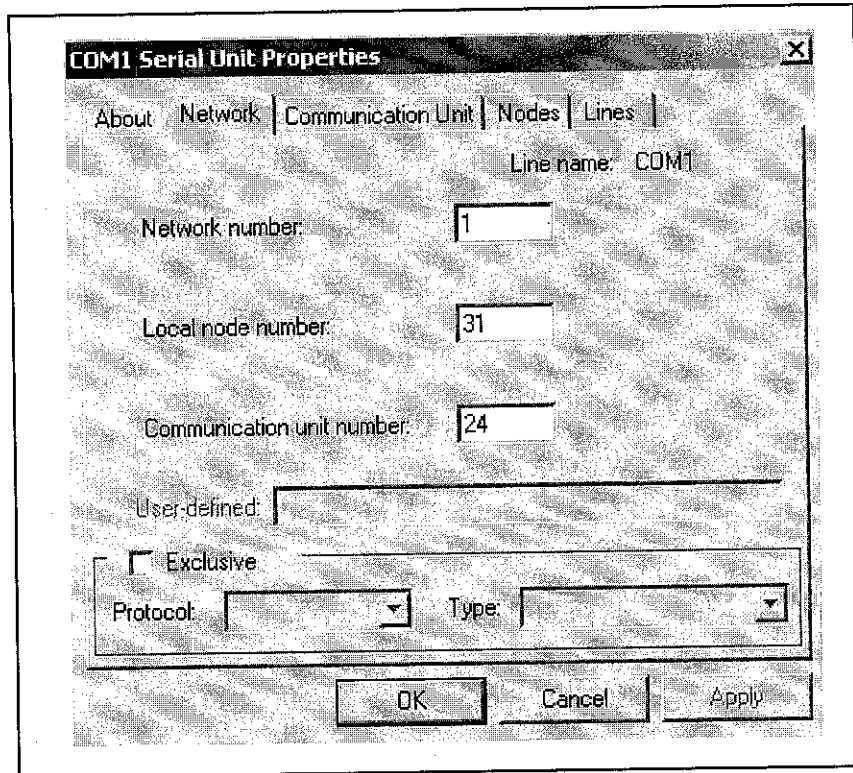 COM1 Serial Unit Properties
About Network Communication Unit Nodes Lines
Line name: COM1
Network number: 1
Local node number: 31
Communication unit number: 24
User-defined:
Exclusive
Protocol: Type:
OK Cancel Apply